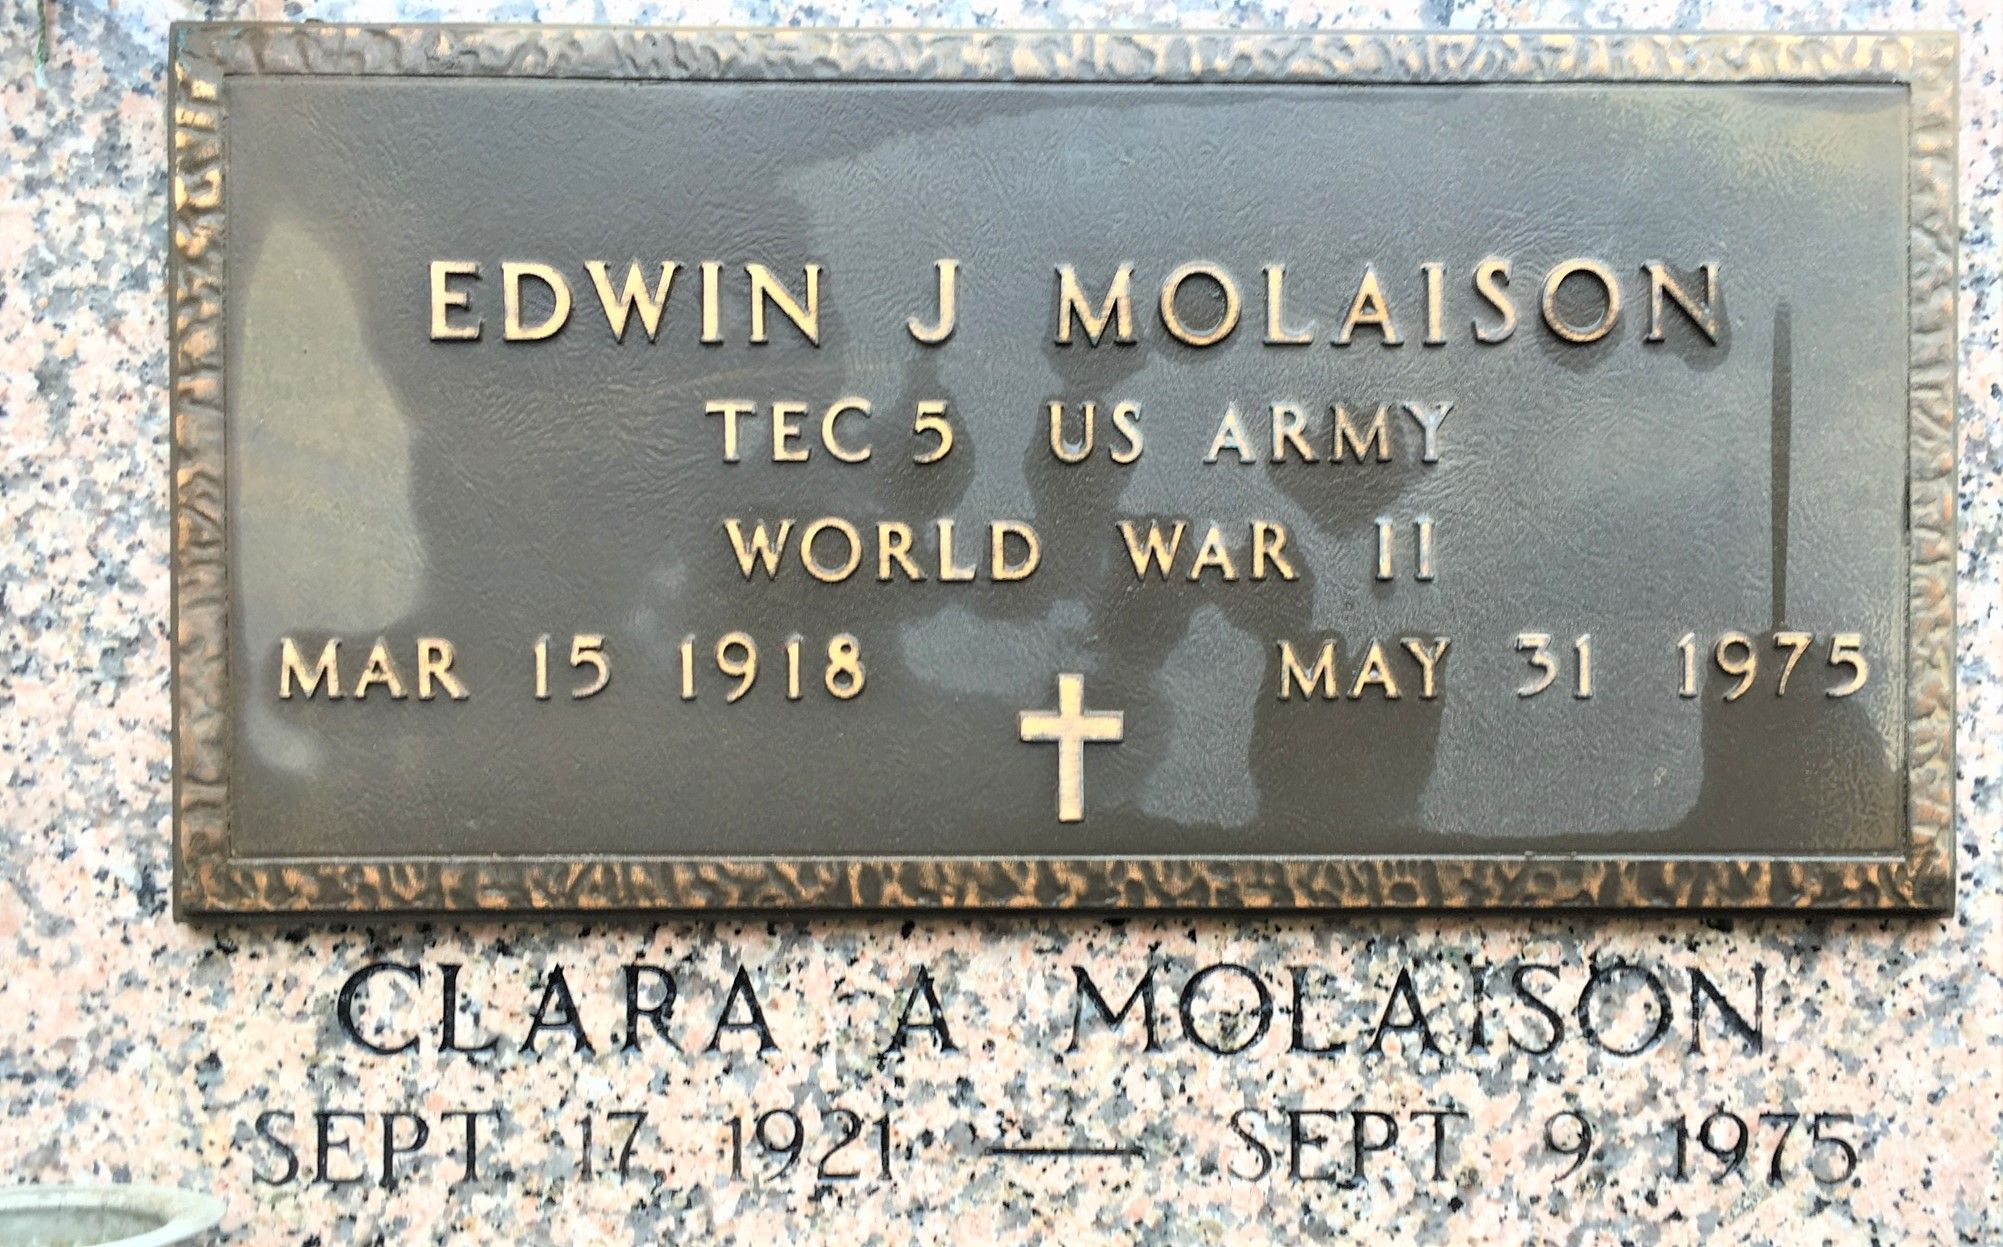 EDWIN J MOLAISON
TEC 5 US ARMY
WORLD WAR II
MAR 15 1918 MAY 31 1975
CLARA A MOLAISON
SEPT 17 1921 — SEPT 9 1975